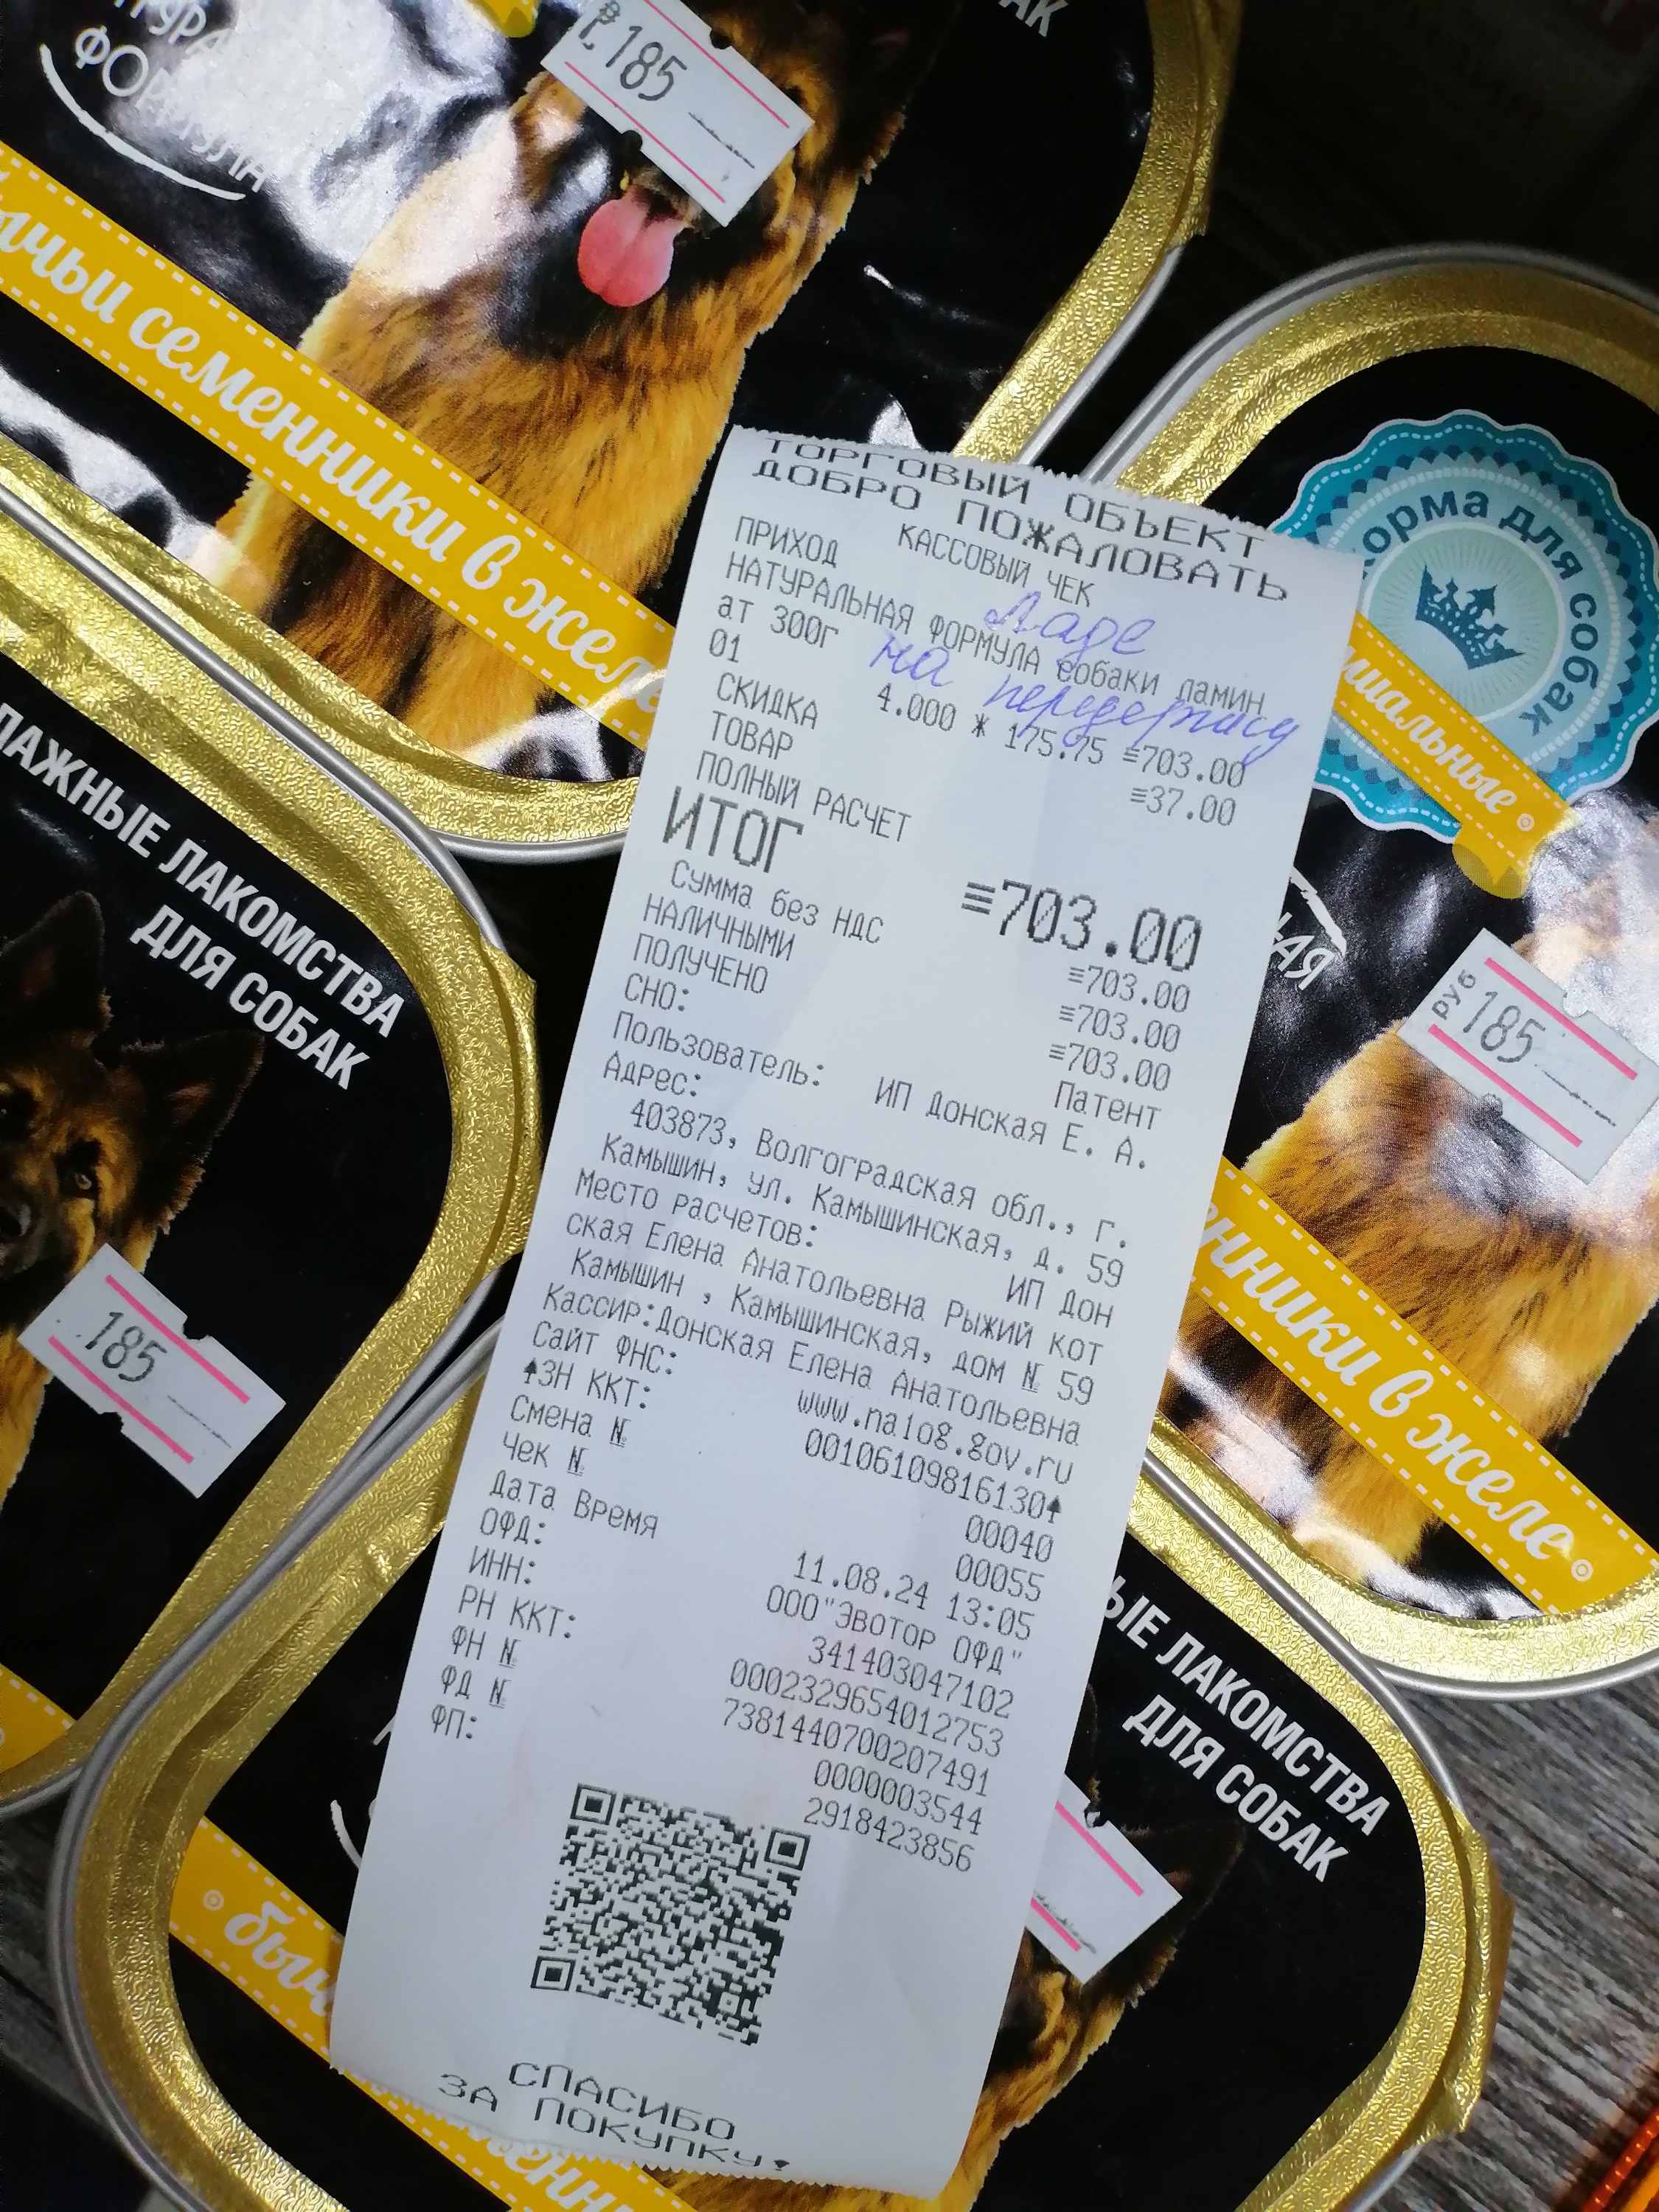 ФОРМУЛА
₽ 185
бычьи семенники в желе
ТОРГОВЫЙ ОБЪЕКТ
ДОБРО ПОЖАЛОВАТЬ
КАССОВЫЙ ЧЕК
ПРИХОД
НАТУРАЛЬНАЯ ФОРМУЛА собаки ламин
ат 300г
Ладе
на передержку
01
4.000 * 175.75 ≡703.00
СКИДКА ≡37.00
ТОВАР
ПОЛНЫЙ РАСЧЕТ
ИТОГ ≡703.00
Сумма без НДС ≡703.00
НАЛИЧНЫМИ ≡703.00
ПОЛУЧЕНО ≡703.00
СНО: Патент
Пользователь: ИП Донская Е. А.
Адрес:
403873, Волгоградская обл., г.
Камышин, ул. Камышинская, д. 59
Место расчетов: ИП Дон
ская Елена Анатольевна Рыжий кот
Камышин , Камышинская, дом № 59
Кассир:Донская Елена Анатольевна
Сайт ФНС: www.nalog.gov.ru
↑ЗН ККТ: 00106109816130↑
Смена № 00040
Чек № 00055
Дата Время 11.08.24 13:05
ОФД: ООО"Эвотор ОФД"
ИНН: 341403047102
РН ККТ: 0002329654012753
ФН № 7381440700207491
ФД № 0000003544
ФП: 2918423856
СПАСИБО
ЗА ПОКУПКУ!
корма для собак
РУБ 185
семенники в желе
ВЛАЖНЫЕ ЛАКОМСТВА
ДЛЯ СОБАК
185
ЛАКОМСТВА
ДЛЯ СОБАК